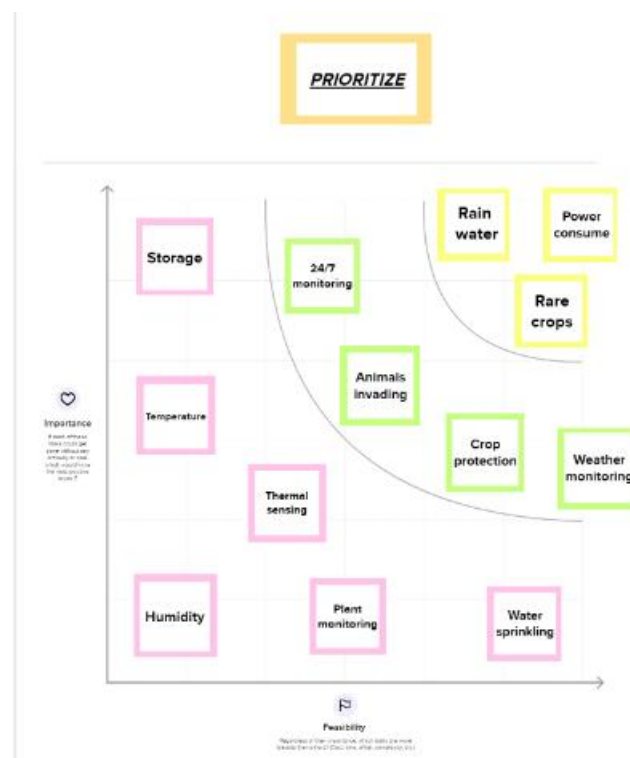 PRIORITIZE
Rain
water
Power
consume
Storage
24/7
monitoring
Rare
crops
Animals
invading
Temperature
Importance
Crop
protection
Weather
monitoring
Thermal
sensing
Humidity
Plant
monitoring
Water
sprinkling
Feasibility